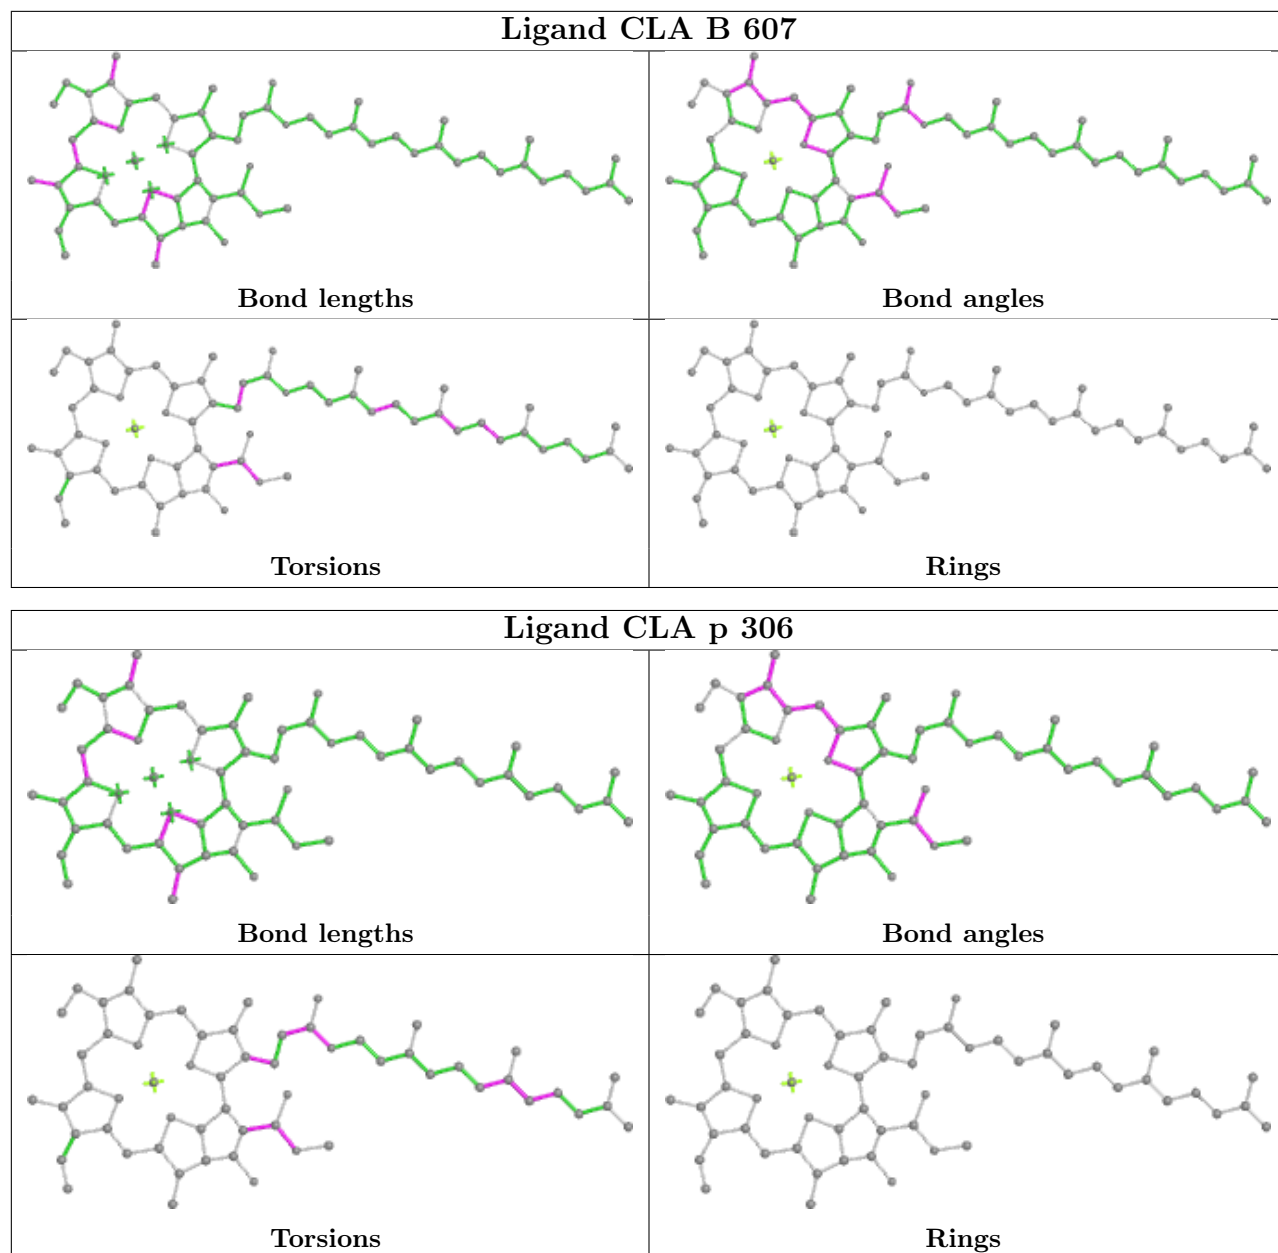 Ligand CLA B 607
Bond lengths
Bond angles
Torsions
Rings
Ligand CLA p 306
Bond lengths
Bond angles
Torsions
Rings